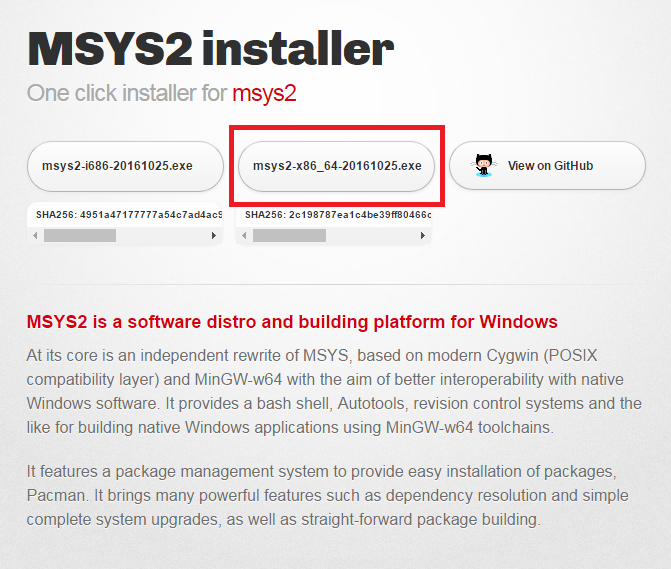 MSYS2 installer
One click installer for msys2
msys2-i686-20161025.exe
msys2-x86_64-20161025.exe
View on GitHub
SHA256: 4951a47177777a54c7ad4ac9
SHA256: 2c198787ea1c4be39ff80466c
MSYS2 is a software distro and building platform for Windows
At its core is an independent rewrite of MSYS, based on modern Cygwin (POSIX
compatibility layer) and MinGW-w64 with the aim of better interoperability with native
Windows software. It provides a bash shell, Autotools, revision control systems and the
like for building native Windows applications using MinGW-w64 toolchains.
It features a package management system to provide easy installation of packages,
Pacman. It brings many powerful features such as dependency resolution and simple
complete system upgrades, as well as straight-forward package building.